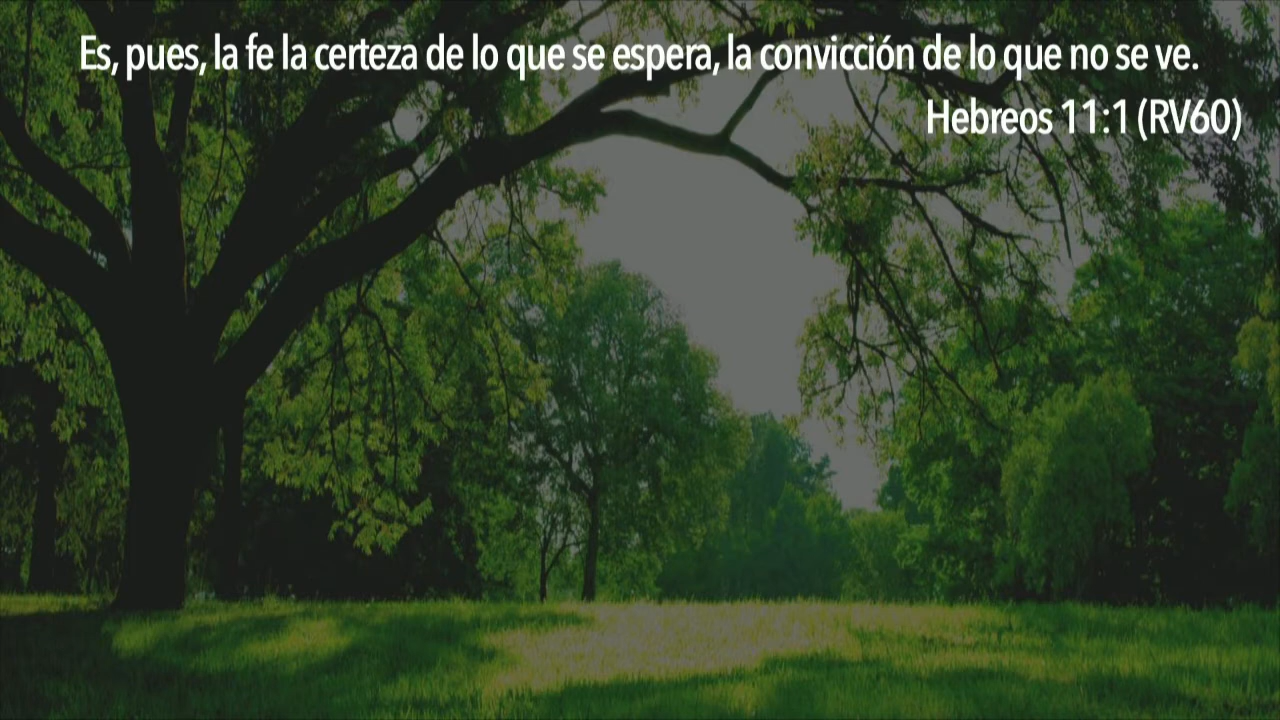 Es, pues, la fe la certeza de lo que se espera, la convicción de lo que no se ve.
Hebreos 11:1 (RV60)